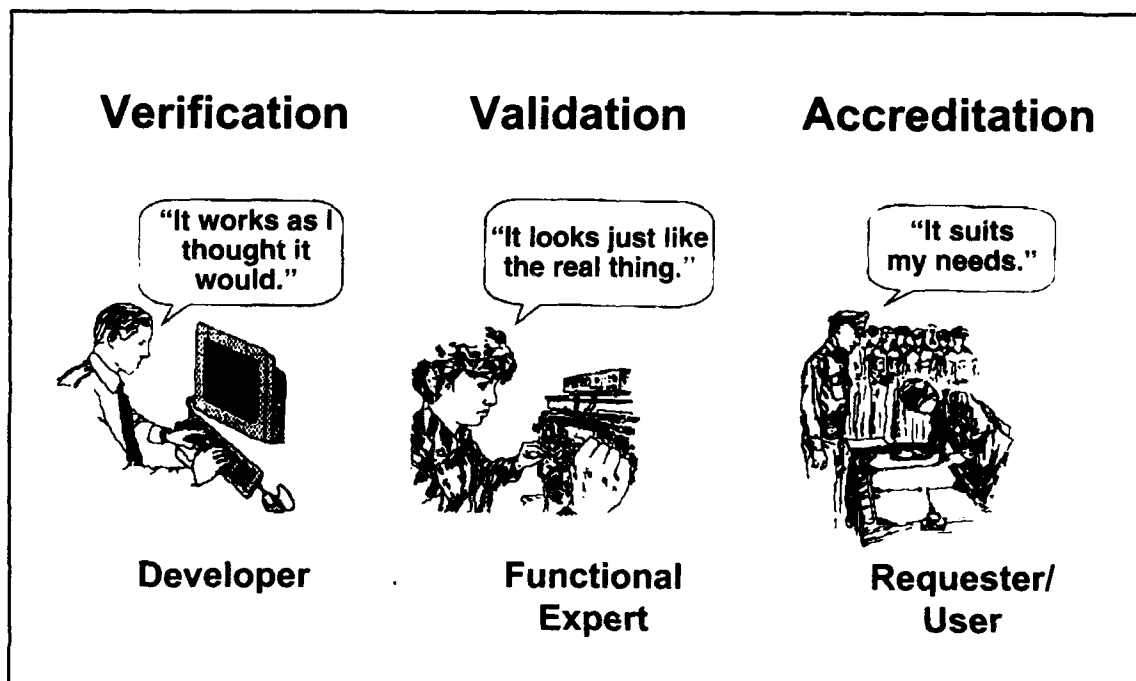 Verification
Validation
Accreditation
“It works as I
thought it
would.”
“It looks just like
the real thing.”
“It suits
my needs.”
Developer
Functional
Expert
Requester/
User